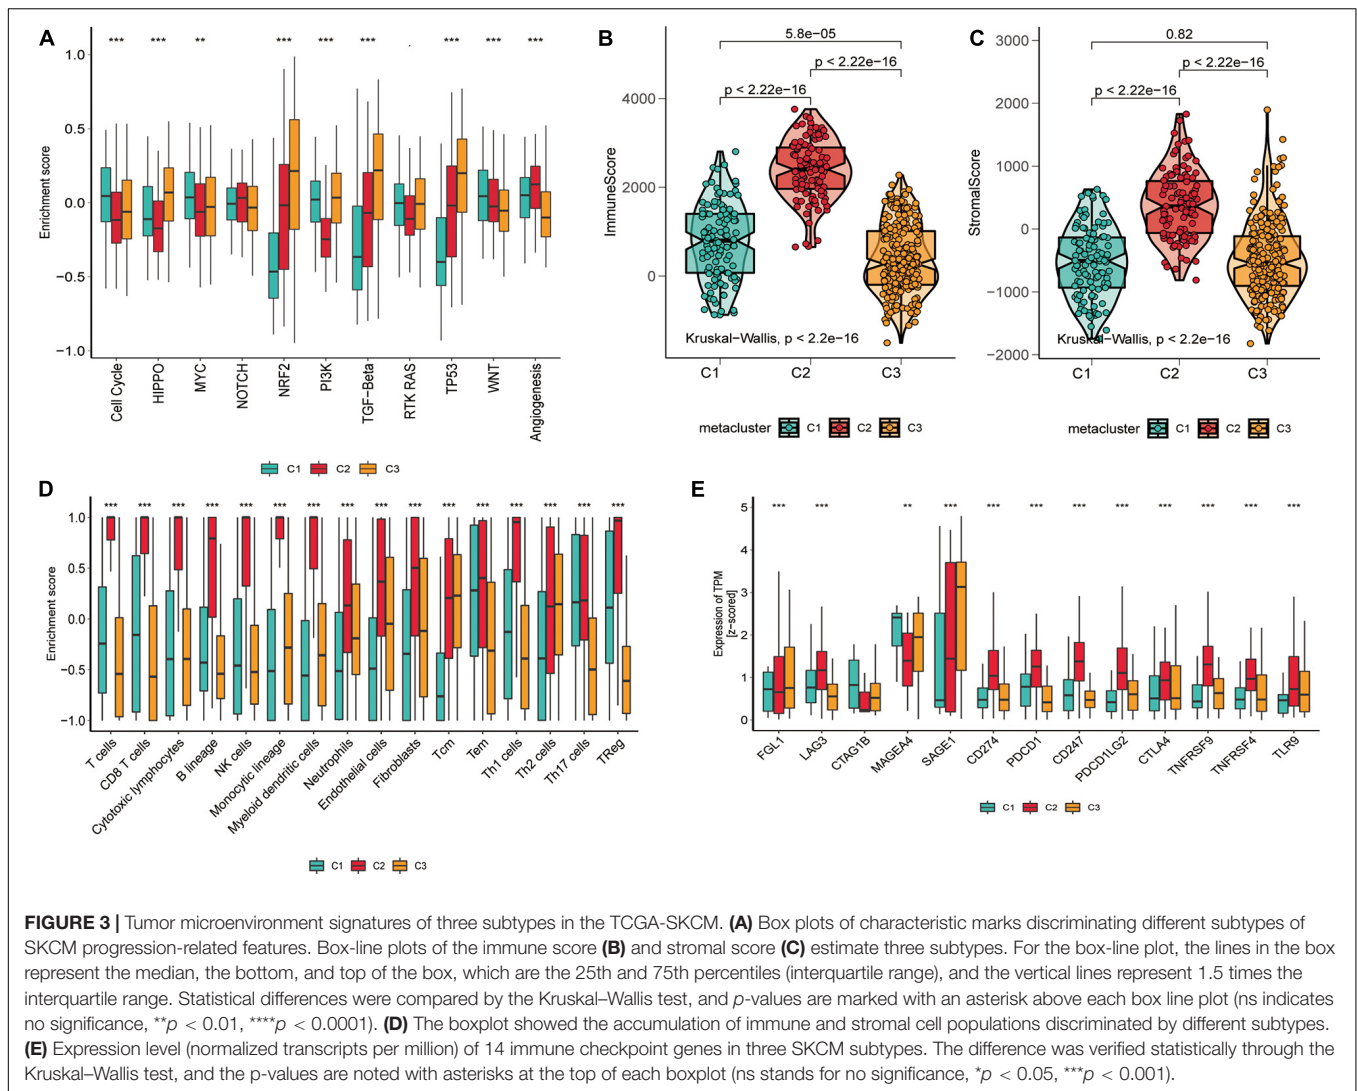 A
*** *** ** *** *** *** . *** *** ***
1.0
0.5
0.0
−0.5
−1.0
Enrichment score
Cell Cycle
HIPPO
MYC
NOTCH
NRF2
PI3K
TGF−Beta
RTK RAS
TP53
WNT
Angiogenesis
C1 C2 C3
B
5.8e−05
p < 2.22e−16
p < 2.22e−16
4000
2000
0
ImmuneScore
Kruskal−Wallis, p < 2.2e−16
C1 C2 C3
metacluster C1 C2 C3
C
0.82
p < 2.22e−16
p < 2.22e−16
3000
2000
1000
0
−1000
−2000
StromalScore
Kruskal−Wallis, p < 2.2e−16
C1 C2 C3
metacluster C1 C2 C3
D
*** *** *** *** *** *** *** *** *** *** *** *** *** *** *** ***
1.0
0.5
0.0
−0.5
−1.0
Enrichment score
T cells
CD8 T cells
Cytotoxic lymphocytes
B lineage
NK cells
Monocytic lineage
Myeloid dendritic cells
Neutrophils
Endothelial cells
Fibroblasts
Tcm
Tem
Th1 cells
Th2 cells
Th17 cells
TReg
C1 C2 C3
E
*** *** ** *** *** *** *** *** *** *** *** ***
5
4
3
2
1
0
Expression of TPM
[z−scored]
FGL1
LAG3
CTAG1B
MAGEA4
SAGE1
CD274
PDCD1
CD247
PDCD1LG2
CTLA4
TNFRSF9
TNFRSF4
TLR9
C1 C2 C3
FIGURE 3 | Tumor microenvironment signatures of three subtypes in the TCGA-SKCM. (A) Box plots of characteristic marks discriminating different subtypes of
SKCM progression-related features. Box-line plots of the immune score (B) and stromal score (C) estimate three subtypes. For the box-line plot, the lines in the box
represent the median, the bottom, and top of the box, which are the 25th and 75th percentiles (interquartile range), and the vertical lines represent 1.5 times the
interquartile range. Statistical differences were compared by the Kruskal–Wallis test, and p-values are marked with an asterisk above each box line plot (ns indicates
no significance, **p < 0.01, ****p < 0.0001). (D) The boxplot showed the accumulation of immune and stromal cell populations discriminated by different subtypes.
(E) Expression level (normalized transcripts per million) of 14 immune checkpoint genes in three SKCM subtypes. The difference was verified statistically through the
Kruskal–Wallis test, and the p-values are noted with asterisks at the top of each boxplot (ns stands for no significance, *p < 0.05, ***p < 0.001).